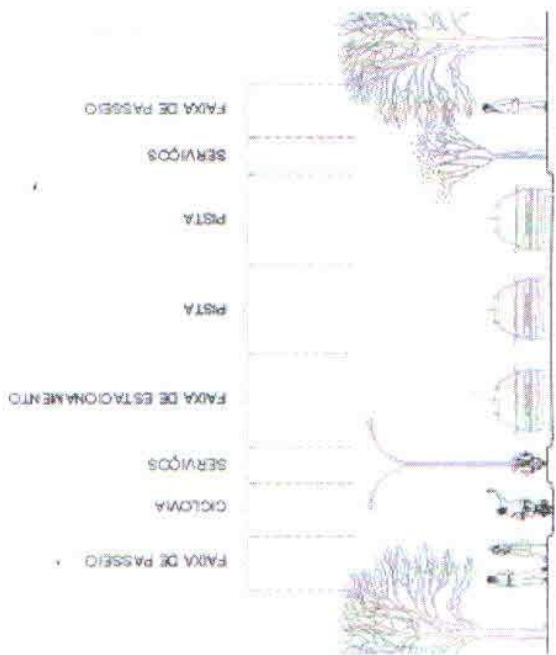 FAIXA DE PASSEIO
CICLOVIA
SERVIÇOS
FAIXA DE ESTACIONAMENTO
PISTA
PISTA
SERVIÇOS
FAIXA DE PASSEIO